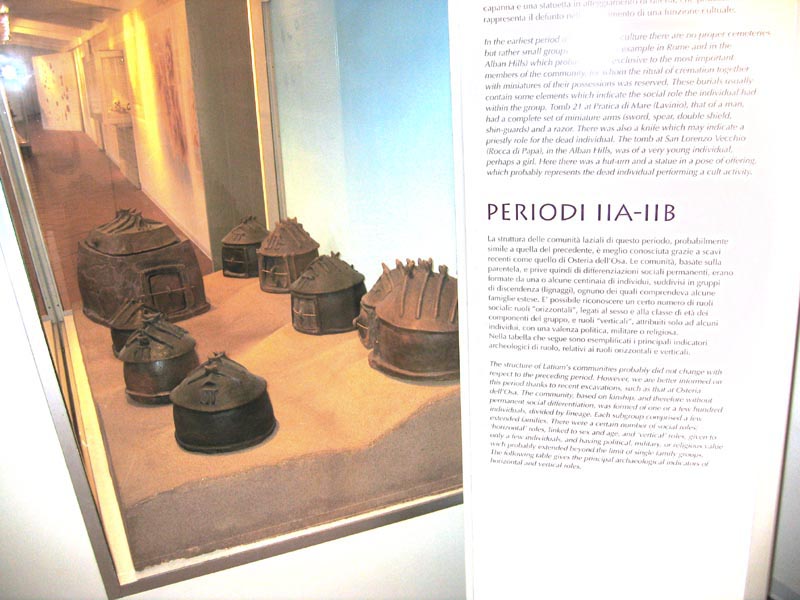 capanna e una statuetta in atteggiamento di
rappresenta il defunto nel di una funzione cultuale.
In the earliest period culture there are no proper cemeteries
but rather small groups example in Rome and in the
Alban Hills) which exclusive to the most important
members of the community, for whom the ritual of cremation together
with miniatures of their possessions was reserved. These burials usually
contain some elements which indicate the social role the individual had
within the group. Tomb 21 at Pratica di Mare (Lavinio), that of a man,
had a complete set of miniature arms (sword, spear, double shield,
shin-guards) and a razor. There was also a knife which may indicate a
priestly role for the dead individual. The tomb at San Lorenzo Vecchio
(Rocca di Papa), in the Alban Hills, was of a very young individual,
perhaps a girl. Here there was a hut-urn and a statue in a pose of offering,
which probably represents the dead individual performing a cult activity.
PERIODI IIA-IIB
La struttura delle comunità laziali di questo periodo, probabilmente
simile a quella del precedente, è meglio conosciuta grazie a scavi
recenti come quello di Osteria dell'Osa. Le comunità, basate sulla
parentela, e prive quindi di differenziazioni sociali permanenti, erano
formate da una o alcune centinaia di individui, suddivisi in gruppi
di discendenza (lignaggi), ognuno dei quali comprendeva alcune
famiglie estese. E' possibile riconoscere un certo numero di ruoli
sociale ruoli "orizzontali", legati al sesso e alla classe di età dei
componenti del gruppo, e ruoli "verticali", attribuiti solo ad alcuni
individui, con una valenza politica, militare o religiosa.
Nella tabella che segue sono esemplificati i principali indicatori
archeologici di ruolo, relativi ai ruoli orizzontali e verticali.
The structure of Latium's communities probably did not change with
respect to the preceding period. However, we are better informed on
this period thanks to recent excavations, such as that at Osteria
dell'Osa. The community, based on kinship, and therefore without
permanent social differentiation, was formed of one or a few hundred
individuals, divided by lineage. Each subgroup comprised a few
extended families. There were a certain number of social roles:
'horizontal' roles, linked to sex and age, and 'vertical' roles, given to
only a few individuals, and having political, military, or religious value
wich probably extended beyond the limit of single family groups.
The following table gives the principal archaeological indicators of
horizontal and vertical roles.